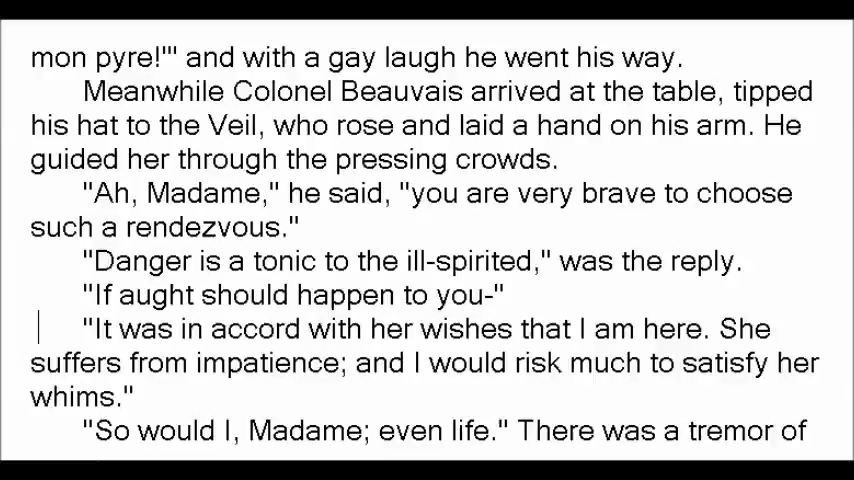 mon pyre!'" and with a gay laugh he went his way.
Meanwhile Colonel Beauvais arrived at the table, tipped
his hat to the Veil, who rose and laid a hand on his arm. He
guided her through the pressing crowds.
"Ah, Madame," he said, "you are very brave to choose
such a rendezvous."
"Danger is a tonic to the ill-spirited," was the reply.
"If aught should happen to you-"
"It was in accord with her wishes that I am here. She
suffers from impatience; and I would risk much to satisfy her
whims."
"So would I, Madame; even life." There was a tremor of